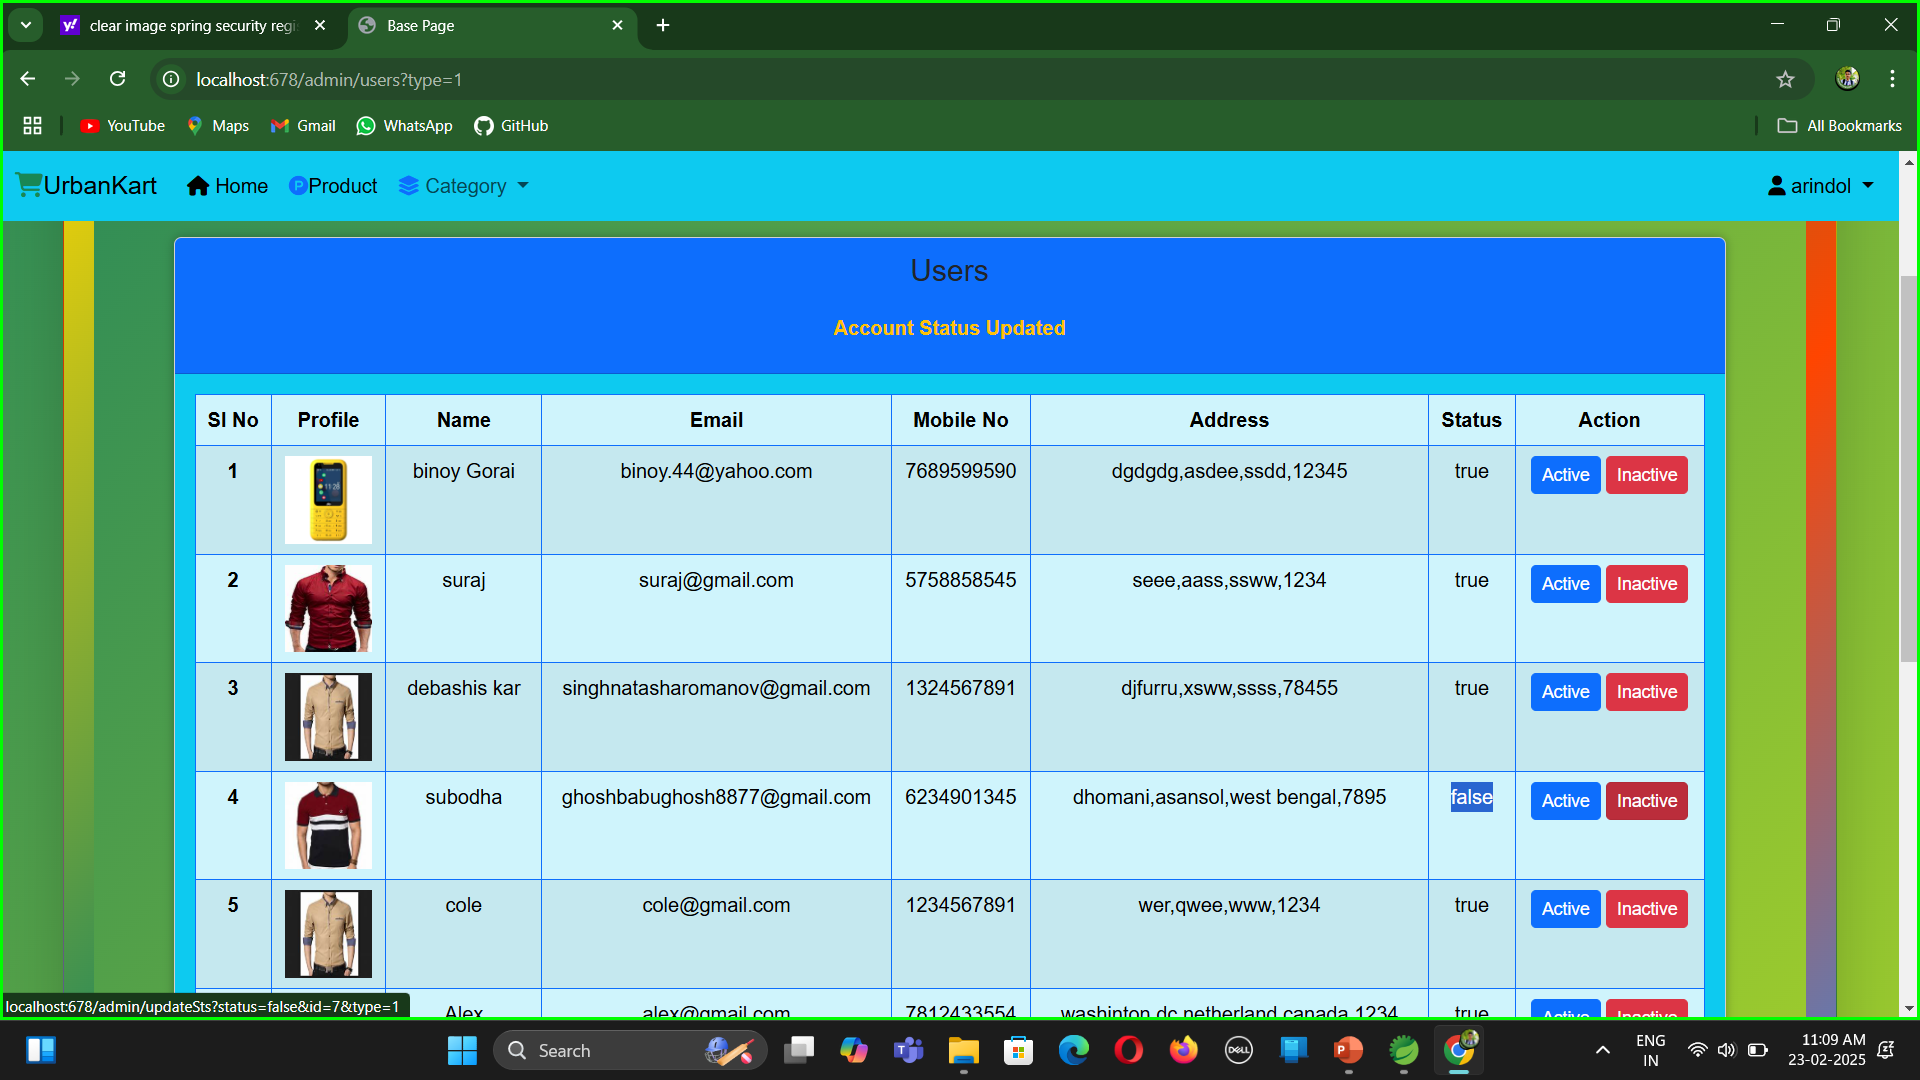 clear image spring security regi
Base Page
localhost:678/admin/users?type=1
YouTube Maps Gmail WhatsApp GitHub All Bookmarks
UrbanKart Home Product Category arindol
Users
Account Status Updated
Sl No Profile Name Email Mobile No Address Status Action
1 binoy Gorai binoy.44@yahoo.com 7689599590 dgdgdg,asdee,ssdd,12345 true Active Inactive
2 suraj suraj@gmail.com 5758858545 seee,aass,ssww,1234 true Active Inactive
3 debashis kar singhnatasharomanov@gmail.com 1324567891 djfurru,xsww,ssss,78455 true Active Inactive
4 subodha ghoshbabughosh8877@gmail.com 6234901345 dhomani,asansol,west bengal,7895 false Active Inactive
5 cole cole@gmail.com 1234567891 wer,qwee,www,1234 true Active Inactive
Alex alex@gmail.com 7812433554 washinton dc,netherland,canada,1234 true Active Inactive
localhost:678/admin/updateSts?status=false&id=7&type=1
Search
DELL
ENG
IN
11:09 AM
23-02-2025